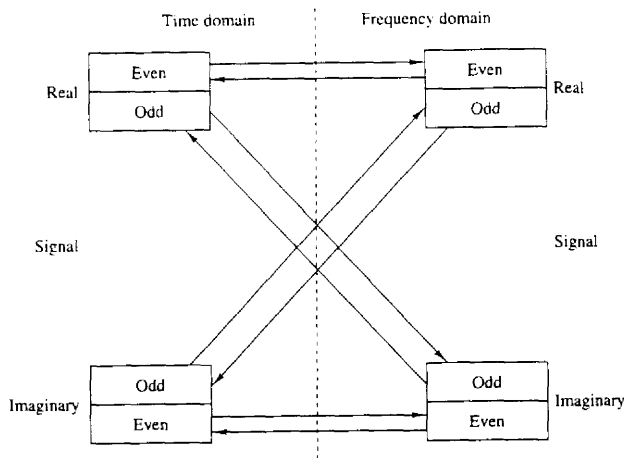 Time domain
Frequency domain
Real
Even
Odd
Even
Odd
Real
Signal
Signal
Imaginary
Odd
Even
Odd
Even
Imaginary